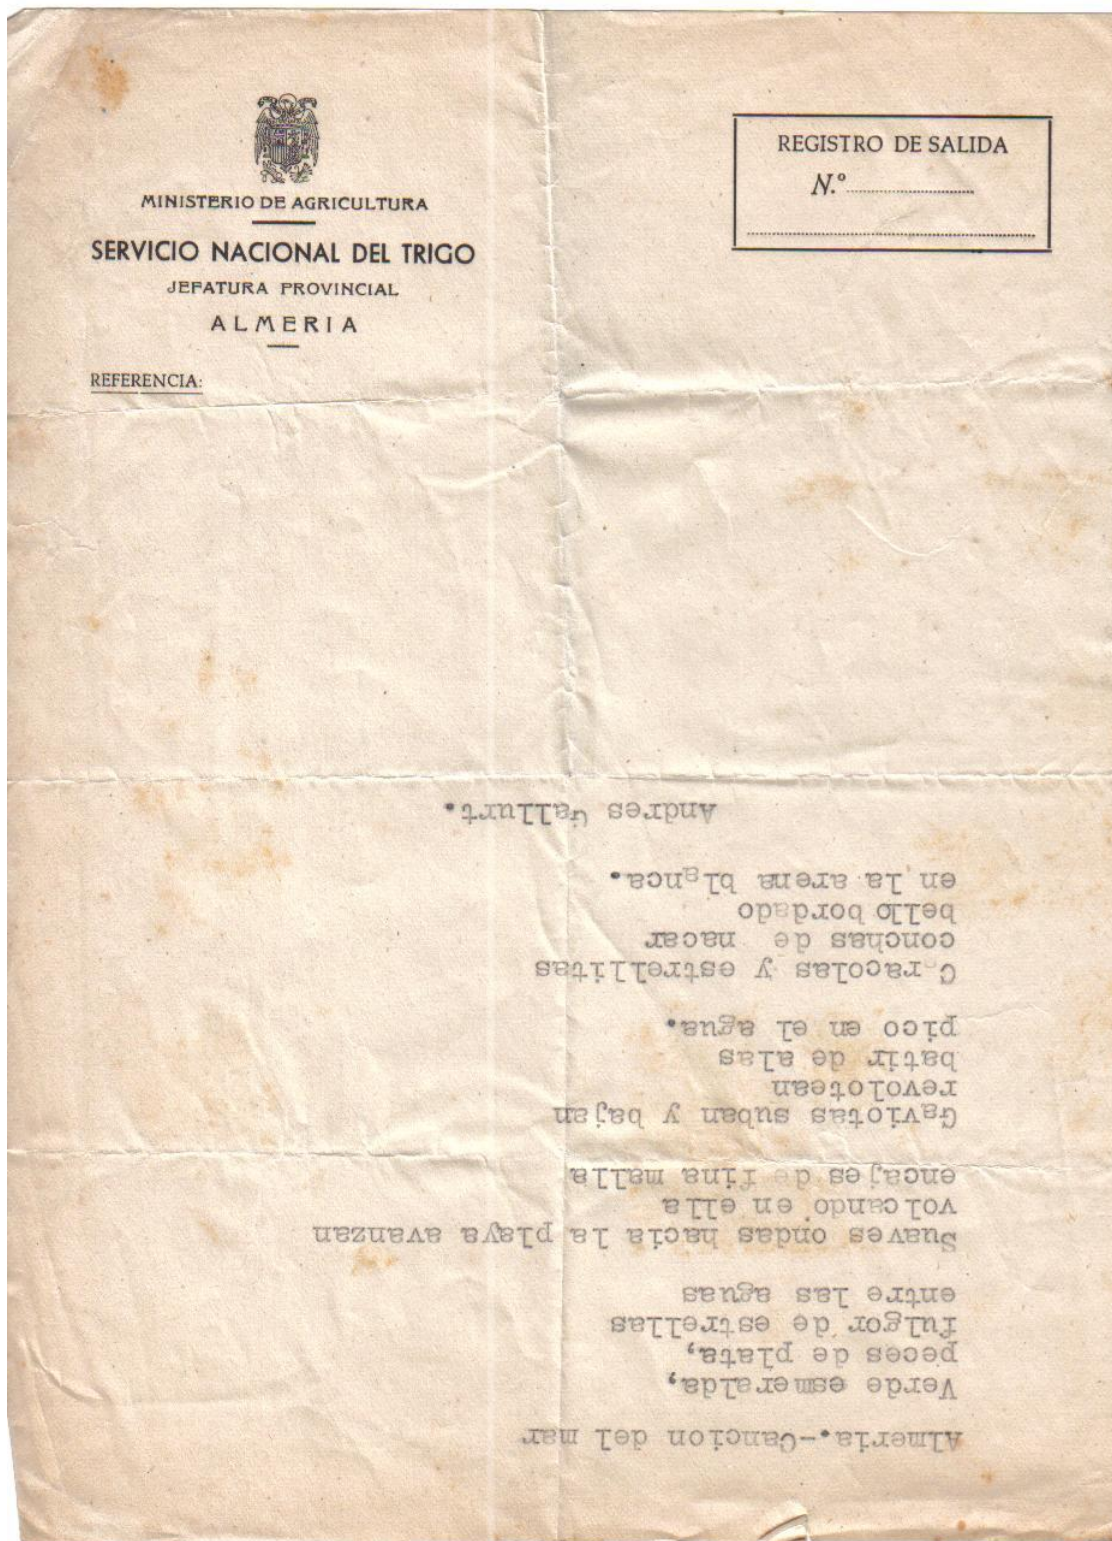 MINISTERIO DE AGRICULTURA
SERVICIO NACIONAL DEL TRIGO
JEFATURA PROVINCIAL
ALMERIA
REFERENCIA:
REGISTRO DE SALIDA
N.º
Almeria.-Cancion del mar
Verde esmeralda,
peces de plata,
fulgor de estrellas
entre las aguas
Suaves ondas hacia la playa avanzan
volcando en ella
encajes de fina malla
Gaviotas suban y bajan
revolotean
batir de alas
pico en el agua.
Caracolas y estrellitas
conchas de nacar
bello bordado
en la arena blanca.
Andres Gallurt.